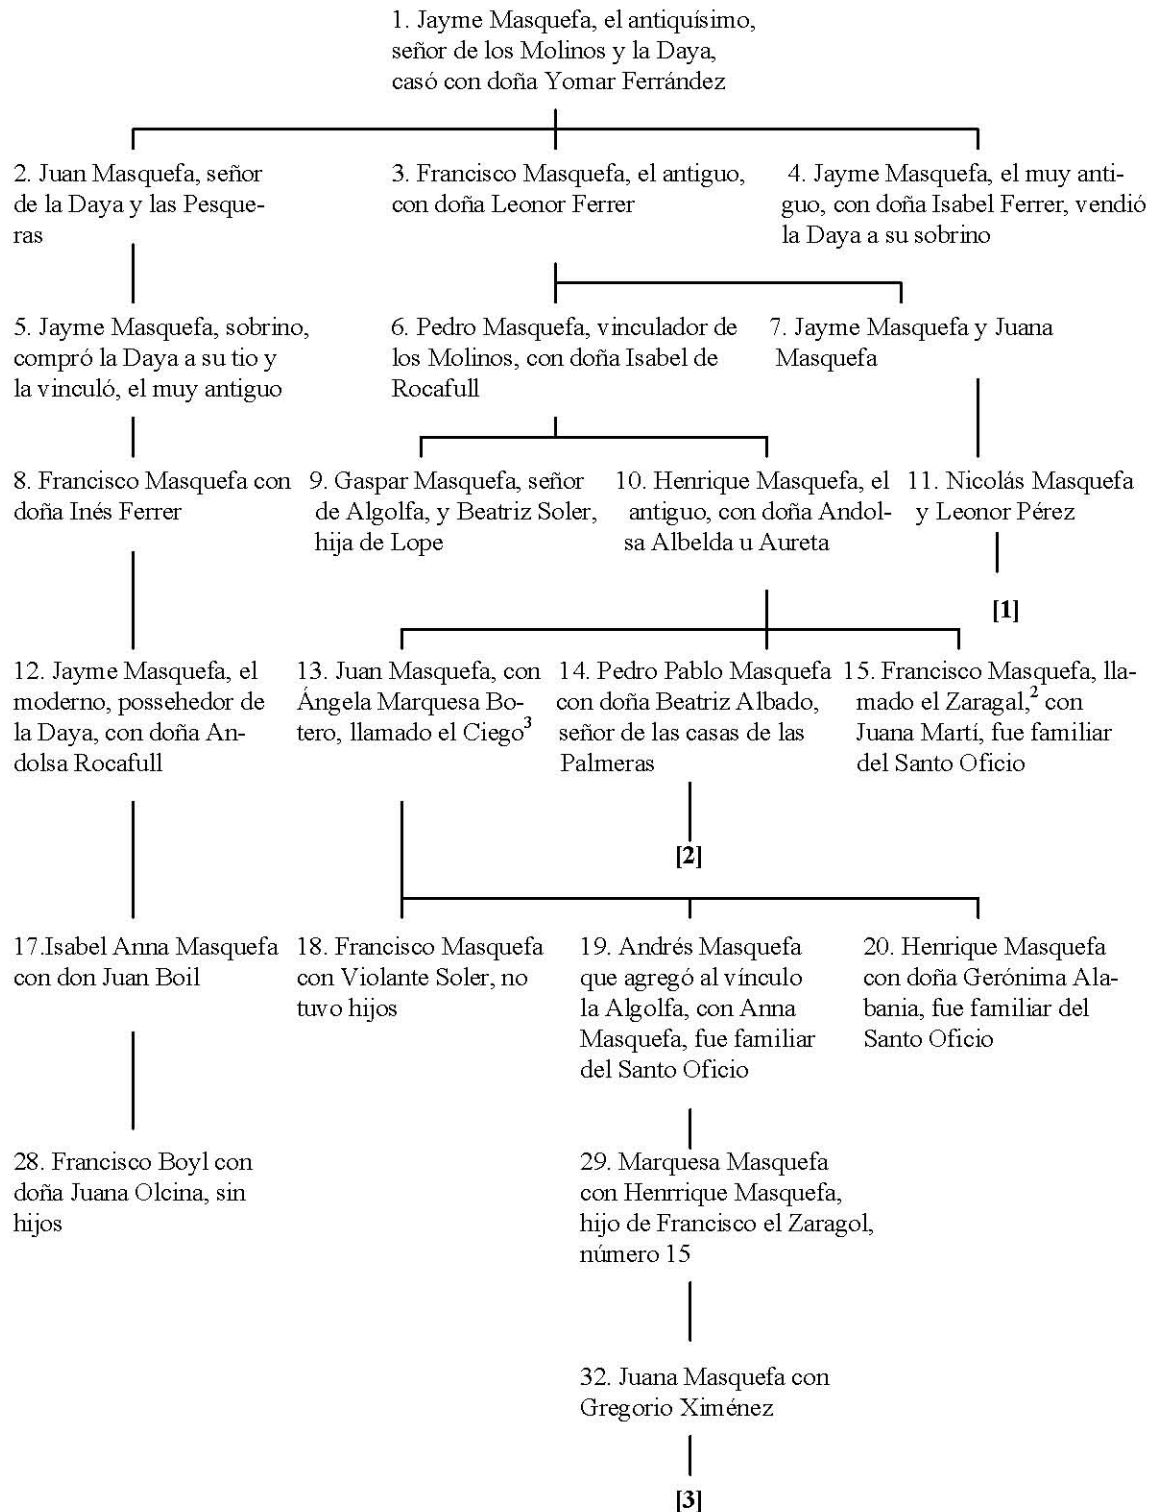 1. Jayme Masquefa, el antiquísimo,
señor de los Molinos y la Daya,
casó con doña Yomar Ferrández
2. Juan Masquefa, señor
de la Daya y las Pesque-
ras
3. Francisco Masquefa, el antiguo,
con doña Leonor Ferrer
4. Jayme Masquefa, el muy anti-
guo, con doña Isabel Ferrer, vendió
la Daya a su sobrino
5. Jayme Masquefa, sobrino,
compró la Daya a su tio y
la vinculó, el muy antiguo
6. Pedro Masquefa, vinculador de
los Molinos, con doña Isabel de
Rocafull
7. Jayme Masquefa y Juana
Masquefa
8. Francisco Masquefa con
doña Inés Ferrer
9. Gaspar Masquefa, señor
de Algolfa, y Beatriz Soler,
hija de Lope
10. Henrique Masquefa, el
antiguo, con doña Andol-
sa Albelda u Aureta
11. Nicolás Masquefa
y Leonor Pérez
[1]
12. Jayme Masquefa, el
moderno, possehedor de
la Daya, con doña An-
dolsa Rocafull
13. Juan Masquefa, con
Ángela Marquesa Bo-
tero, llamado el Ciego3
14. Pedro Pablo Masquefa
con doña Beatriz Albado,
señor de las casas de las
Palmeras
15. Francisco Masquefa, lla-
mado el Zaragal,2 con
Juana Martí, fue familiar
del Santo Oficio
[2]
17.Isabel Anna Masquefa
con don Juan Boil
18. Francisco Masquefa
con Violante Soler, no
tuvo hijos
19. Andrés Masquefa
que agregó al vínculo
la Algolfa, con Anna
Masquefa, fue familiar
del Santo Oficio
20. Henrique Masquefa
con doña Gerónima Ala-
bania, fue familiar del
Santo Oficio
28. Francisco Boyl con
doña Juana Olcina, sin
hijos
29. Marquesa Masquefa
con Henrrique Masquefa,
hijo de Francisco el Zaragol,
número 15
32. Juana Masquefa con
Gregorio Ximénez
[3]